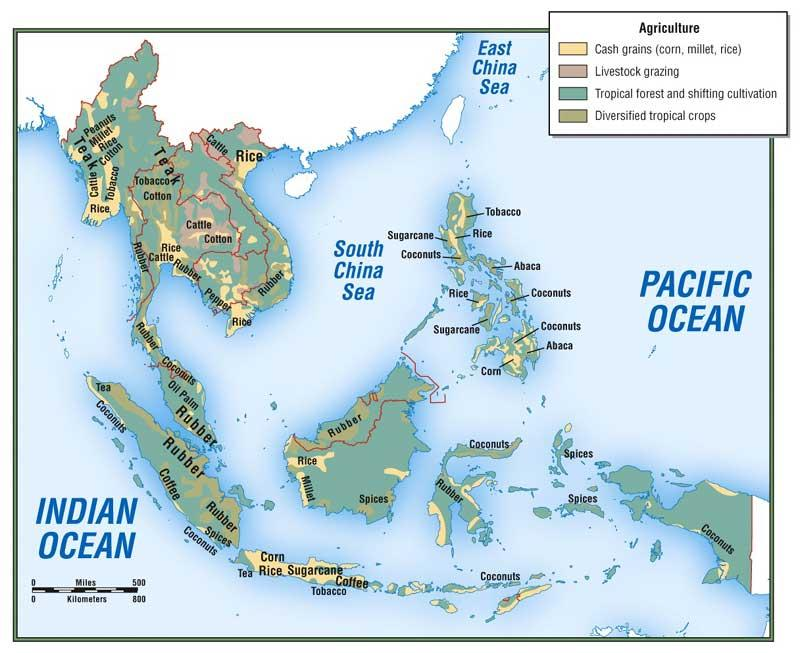 Agriculture
Cash grains (corn, millet, rice)
Livestock grazing
Tropical forest and shifting cultivation
Diversified tropical crops
East
China
Sea
Peanuts
Millet
Rice
Cotton
Teak
Cattle
Tobacco
Rice
Teak
Tobacco
Cotton
Cattle
Rice
Cattle
Cotton
Rice
Cattle
Rubber
Rubber
Pepper
Rubber
Rice
South
China
Sea
Tobacco
Sugarcane
Rice
Coconuts
Abaca
Rice
Coconuts
Sugarcane
Coconuts
Abaca
Corn
PACIFIC
OCEAN
Rubber
Coconuts
Oil Palm
Rubber
Tea
Coconuts
Rubber
Coffee
Rubber
Spices
Coconuts
Rubber
Rice
Millet
Spices
Coconuts
Rubber
Spices
Spices
Coconuts
INDIAN
OCEAN
Corn
Tea
Rice
Sugarcane
Coffee
Tobacco
Coconuts
0 Miles 500
0 Kilometers 800